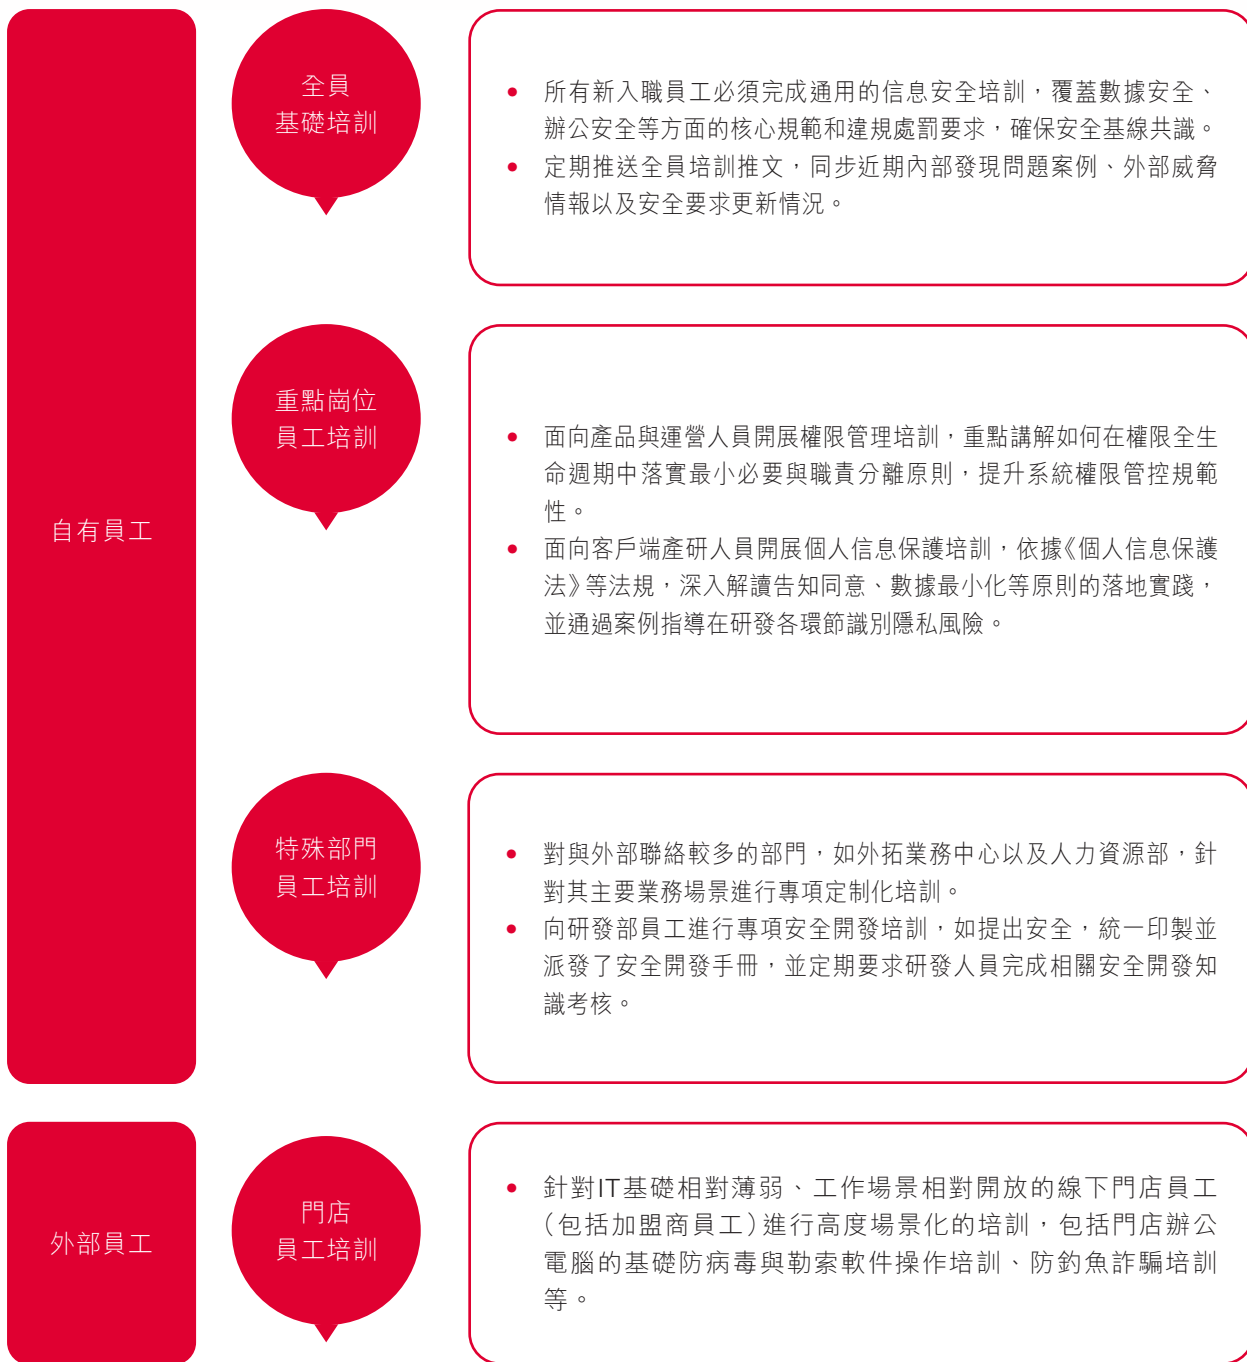 自有員工
全員
基礎培訓
• 所有新入職員工必須完成通用的信息安全培訓，覆蓋數據安全、
辦公安全等方面的核心規範和違規處罰要求，確保安全基線共識。
• 定期推送全員培訓推文，同步近期內部發現問題案例、外部威脅
情報以及安全要求更新情況。
重點崗位
員工培訓
• 面向產品與運營人員開展權限管理培訓，重點講解如何在權限全生
命週期中落實最小必要與職責分離原則，提升系統權限管控規範
性。
• 面向客戶端產研人員開展個人信息保護培訓，依據《個人信息保護
法》等法規，深入解讀告知同意、數據最小化等原則的落地實踐，
並通過案例指導在研發各環節識別隱私風險。
特殊部門
員工培訓
• 對與外部聯絡較多的部門，如外拓業務中心以及人力資源部，針
對其主要業務場景進行專項定制化培訓。
• 向研發部員工進行專項安全開發培訓，如提出安全，統一印製並
派發了安全開發手冊，並定期要求研發人員完成相關安全開發知
識考核。
外部員工
門店
員工培訓
• 針對IT基礎相對薄弱、工作場景相對開放的線下門店員工
（包括加盟商員工）進行高度場景化的培訓，包括門店辦公
電腦的基礎防病毒與勒索軟件操作培訓、防釣魚詐騙培訓
等。